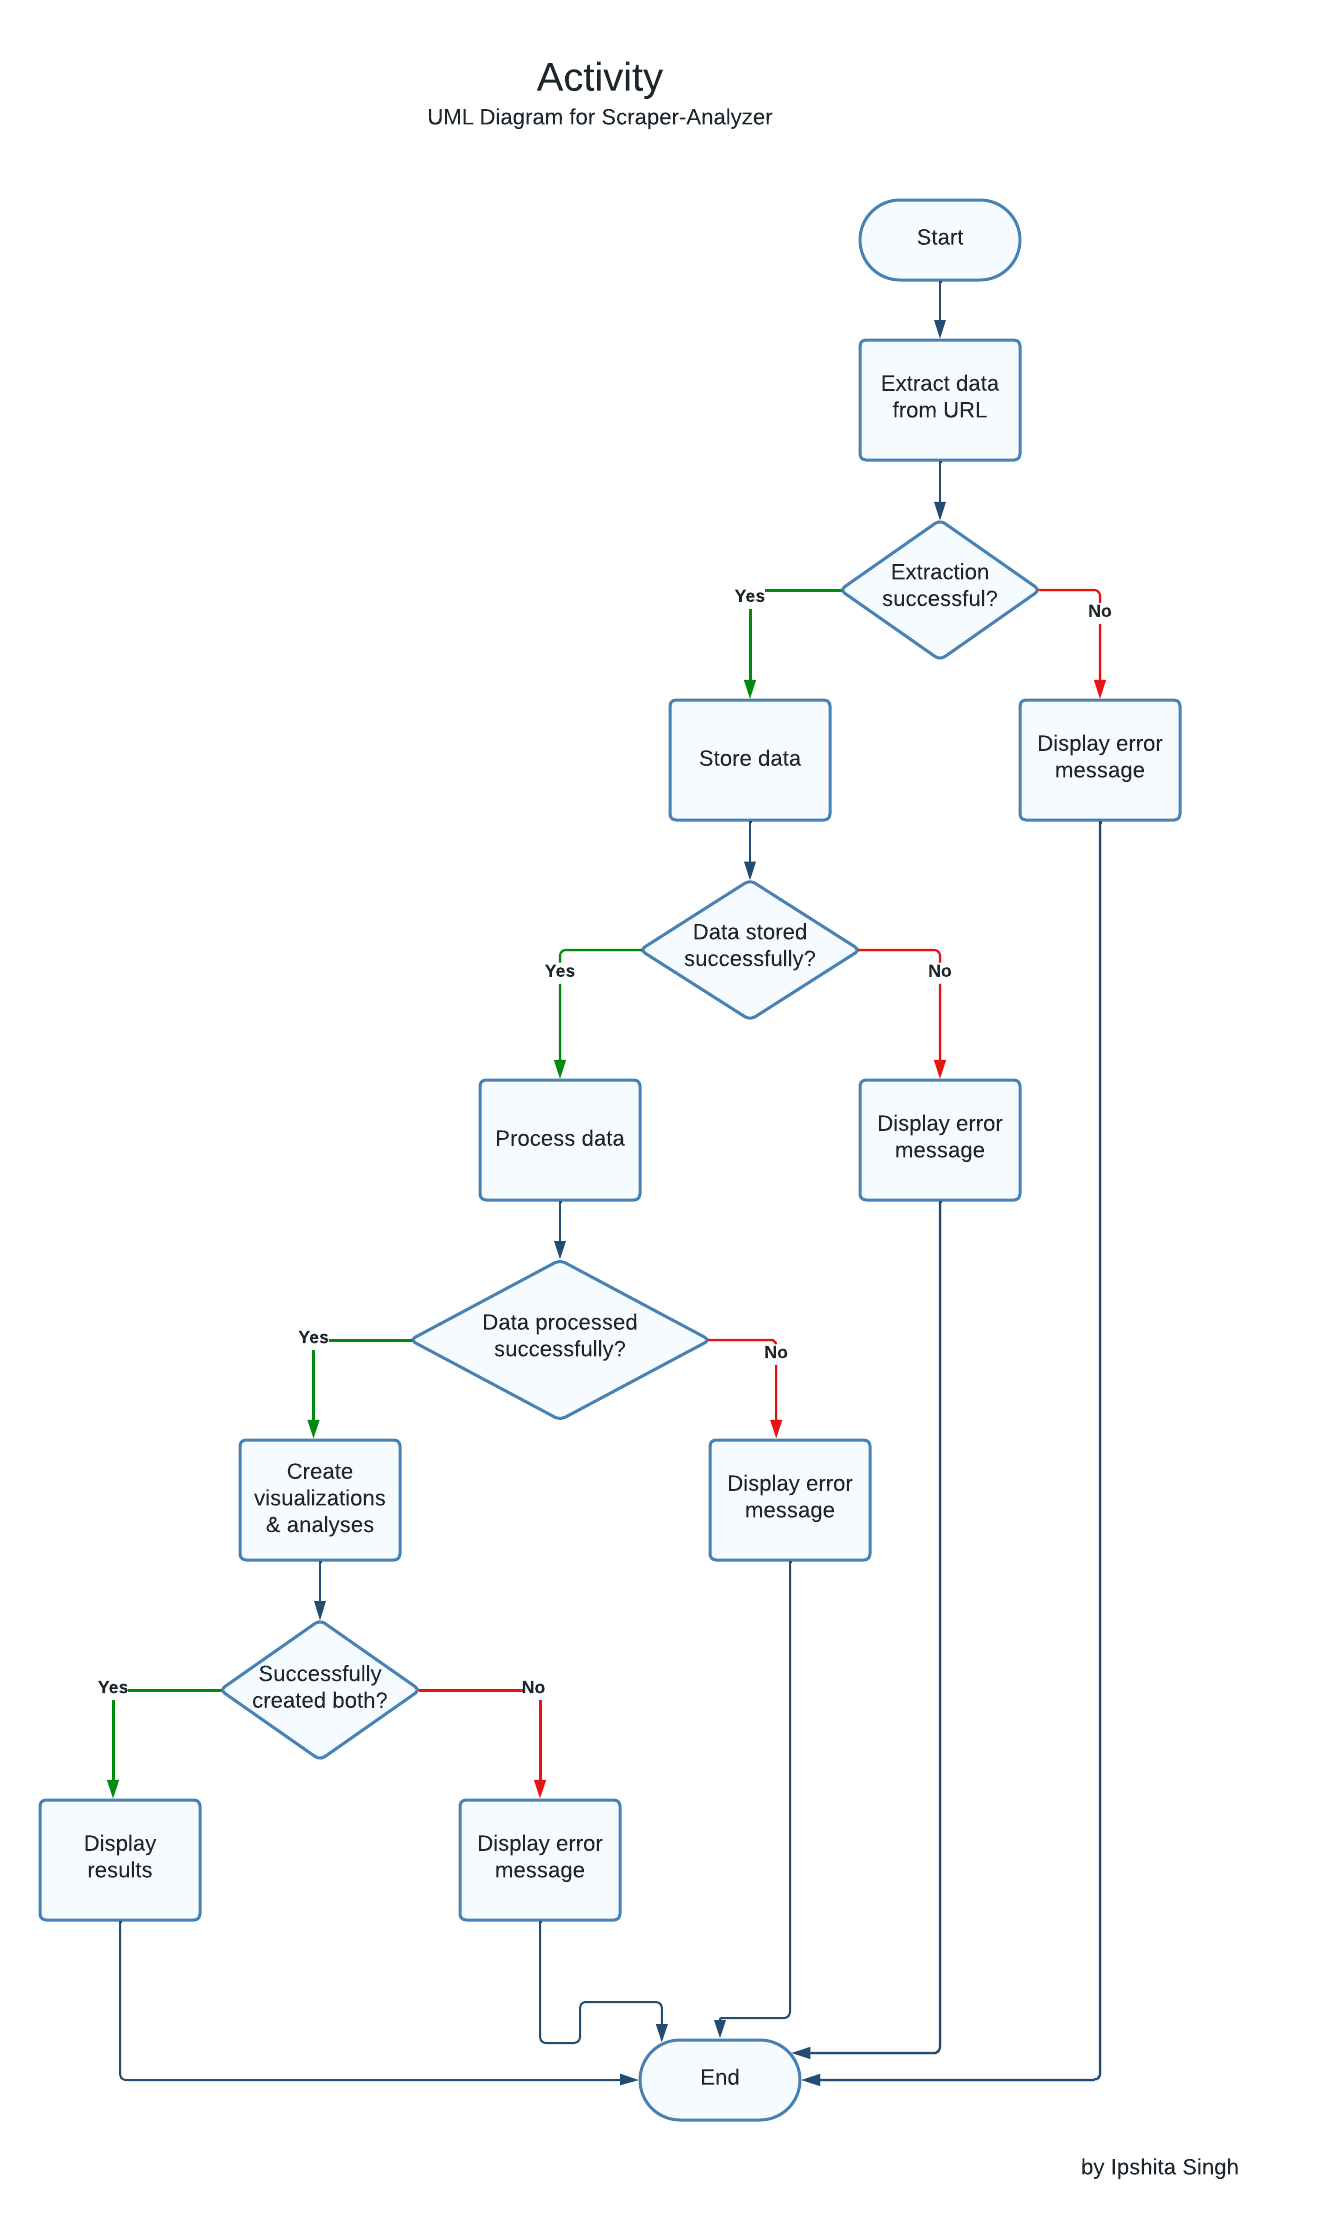 Activity
UML Diagram for Scraper-Analyzer
Start
Extract data
from URL
Extraction
successful?
Yes
No
Store data
Display error
message
Data stored
successfully?
Yes
No
Process data
Display error
message
Data processed
successfully?
Yes
No
Create
visualizations
& analyses
Display error
message
Successfully
created both?
Yes
No
Display
results
Display error
message
End
by Ipshita Singh